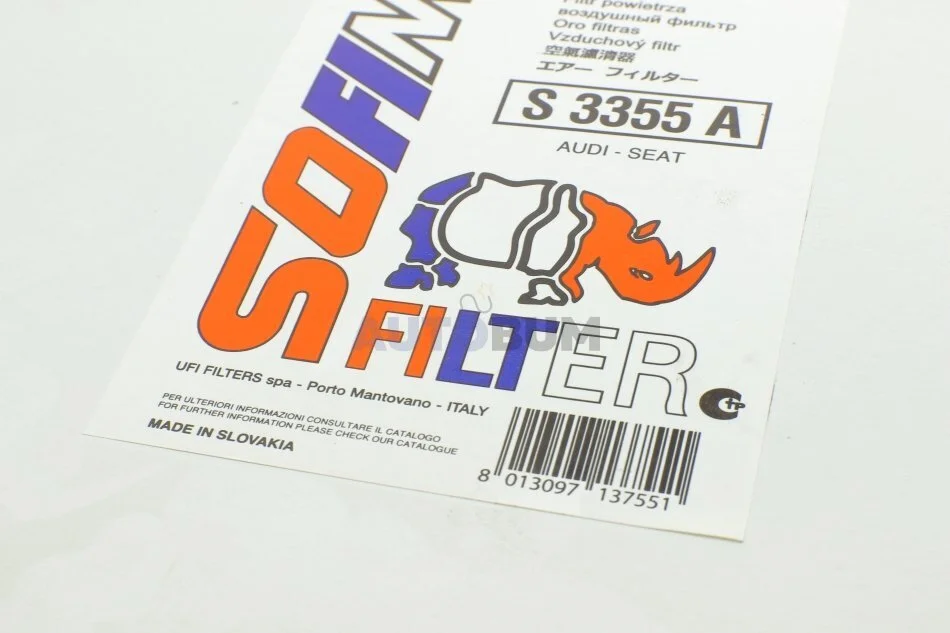 Filtr powietrza
воздушный фильтр
Oro filtras
Vzduchový filtr
空氣濾清器
エアー フィルター
S 3355 A
AUDI - SEAT
SOFIM
FILTER
AUTOBUM
UFI FILTERS spa - Porto Mantovano - ITALY
PER ULTERIORI INFORMAZIONI CONSULTARE IL CATALOGO
FOR FURTHER INFORMATION PLEASE CHECK OUR CATALOGUE
MADE IN SLOVAKIA
8 013097 137551